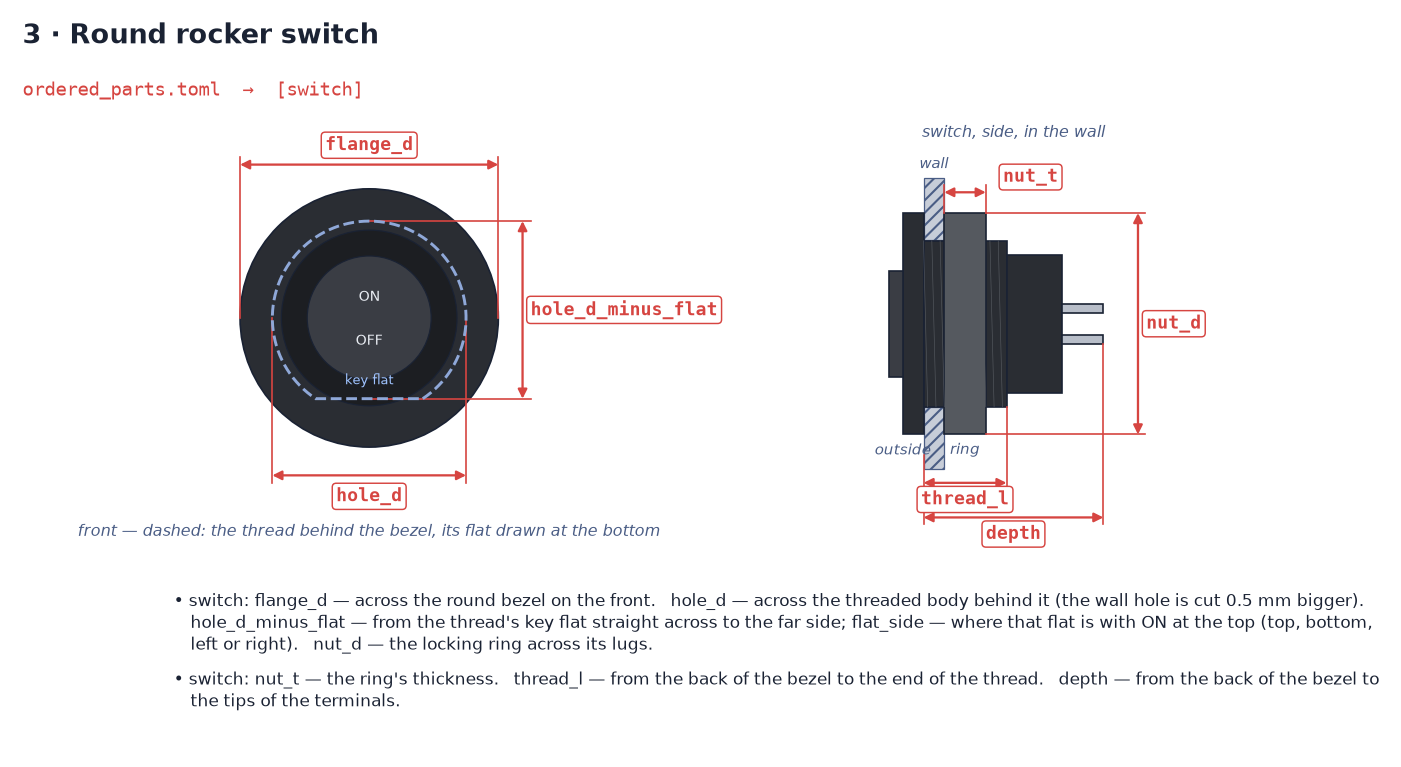 3 · Round rocker switch
ordered_parts.toml → [switch]
switch, side, in the wall
flange_d
wall
nut_t
ON
hole_d_minus_flat
nut_d
OFF
key flat
outside
ring
hole_d
thread_l
depth
front — dashed: the thread behind the bezel, its flat drawn at the bottom
• switch: flange_d — across the round bezel on the front. hole_d — across the threaded body behind it (the wall hole is cut 0.5 mm bigger).
hole_d_minus_flat — from the thread's key flat straight across to the far side; flat_side — where that flat is with ON at the top (top, bottom,
left or right). nut_d — the locking ring across its lugs.
• switch: nut_t — the ring's thickness. thread_l — from the back of the bezel to the end of the thread. depth — from the back of the bezel to
the tips of the terminals.